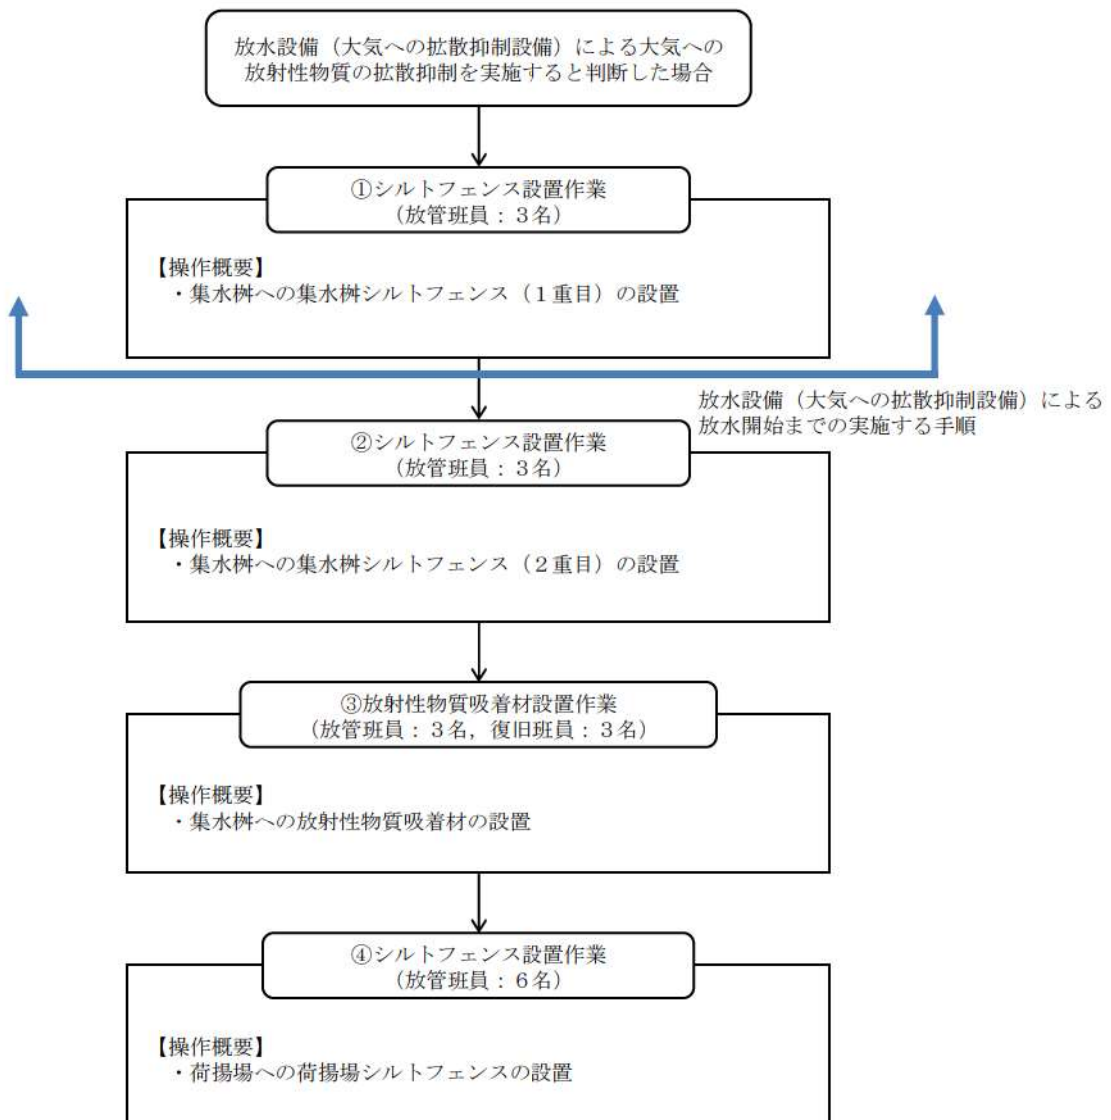 放水設備（大気への拡散抑制設備）による大気への
放射性物質の拡散抑制を実施すると判断した場合
①シルトフェンス設置作業
（放管班員：３名）
【操作概要】
・集水桝への集水桝シルトフェンス（１重目）の設置
放水設備（大気への拡散抑制設備）による
放水開始までの実施する手順
②シルトフェンス設置作業
（放管班員：３名）
【操作概要】
・集水桝への集水桝シルトフェンス（２重目）の設置
③放射性物質吸着材設置作業
（放管班員：３名，復旧班員：３名）
【操作概要】
・集水桝への放射性物質吸着材の設置
④シルトフェンス設置作業
（放管班員：６名）
【操作概要】
・荷揚場への荷揚場シルトフェンスの設置